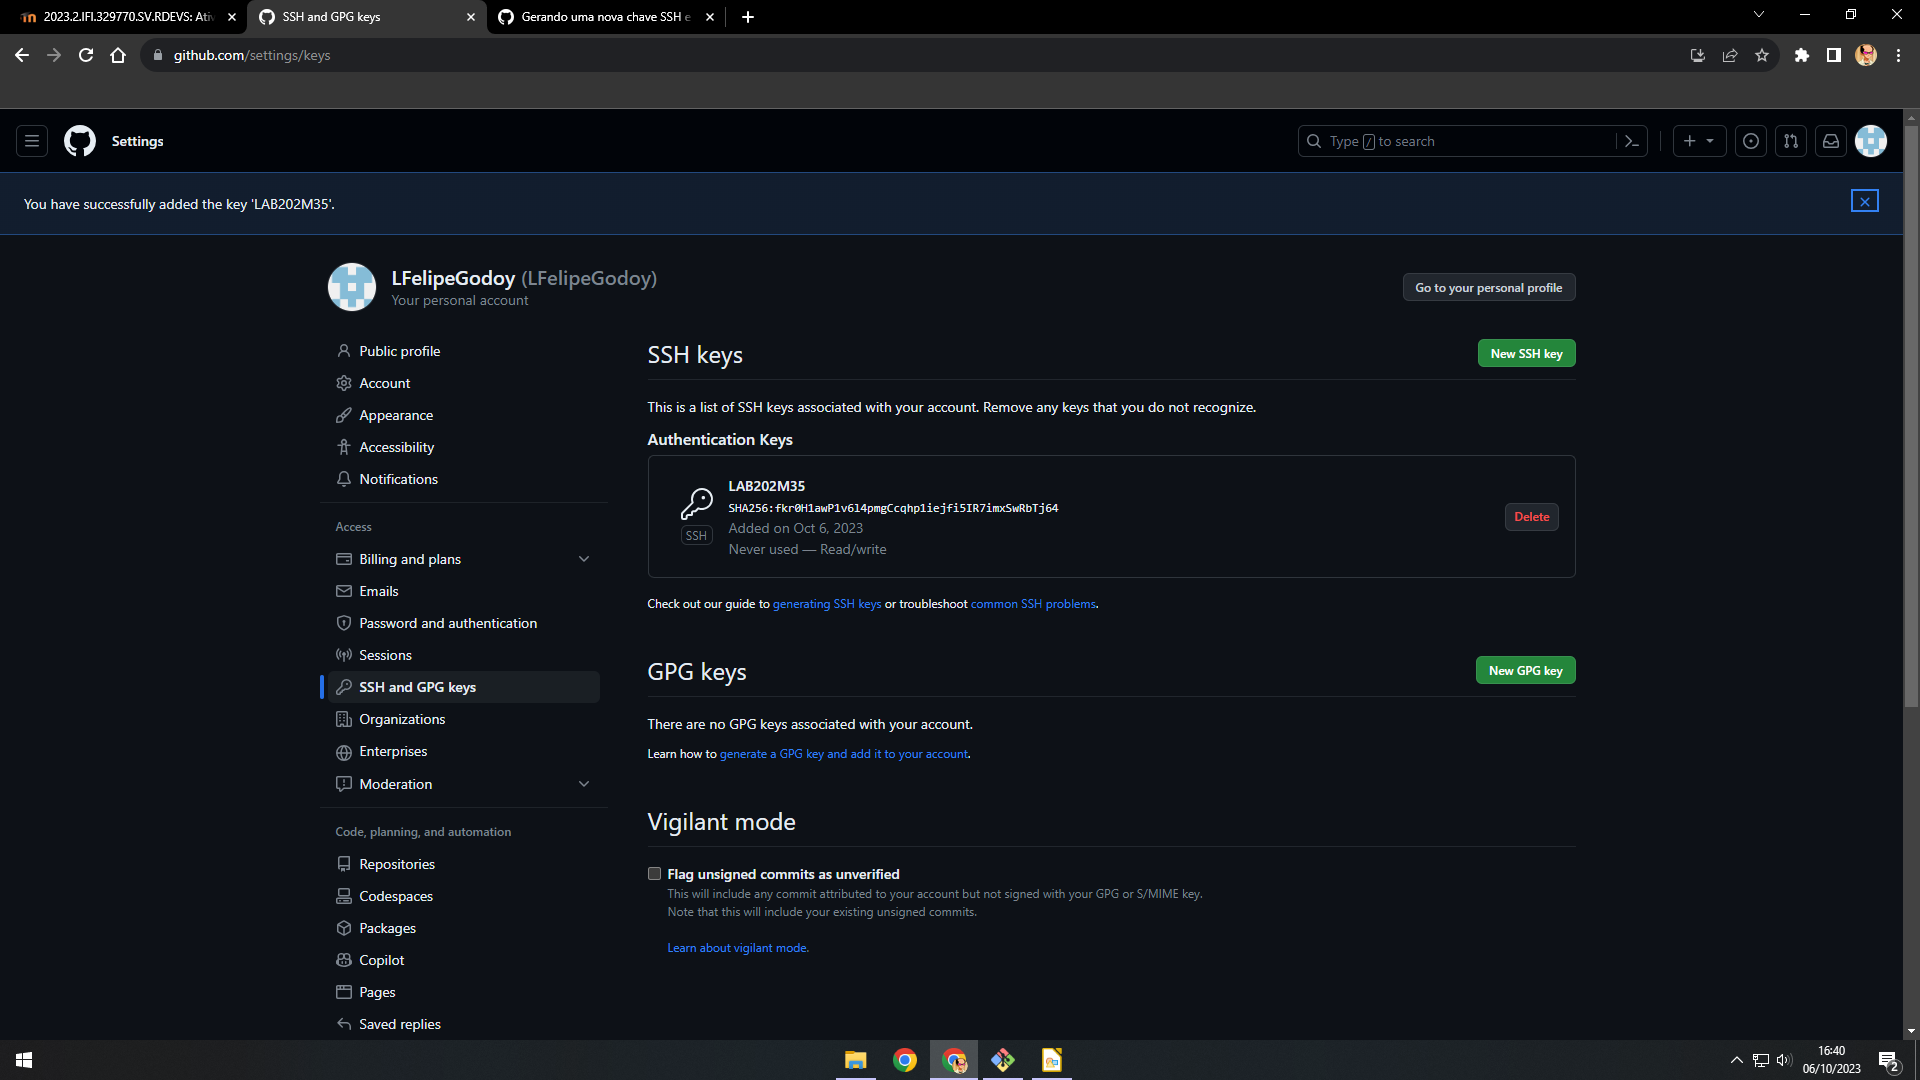 2023.2.IFI.329770.SV.RDEVS: Ati
SSH and GPG keys
Gerando uma nova chave SSH e
github.com/settings/keys
Settings
Type / to search
You have successfully added the key 'LAB202M35'.
LFelipeGodoy (LFelipeGodoy)
Your personal account
Go to your personal profile
Public profile
Account
Appearance
Accessibility
Notifications
Access
Billing and plans
Emails
Password and authentication
Sessions
SSH and GPG keys
Organizations
Enterprises
Moderation
Code, planning, and automation
Repositories
Codespaces
Packages
Copilot
Pages
Saved replies
SSH keys
New SSH key
This is a list of SSH keys associated with your account. Remove any keys that you do not recognize.
Authentication Keys
LAB202M35
SHA256:fkr0H1awP1v6l4pmgCcqhp1iejfi5IR7imxSwRbTj64
Added on Oct 6, 2023
Never used — Read/write
SSH
Delete
Check out our guide to generating SSH keys or troubleshoot common SSH problems.
GPG keys
New GPG key
There are no GPG keys associated with your account.
Learn how to generate a GPG key and add it to your account.
Vigilant mode
Flag unsigned commits as unverified
This will include any commit attributed to your account but not signed with your GPG or S/MIME key.
Note that this will include your existing unsigned commits.
Learn about vigilant mode.
16:40
06/10/2023
2